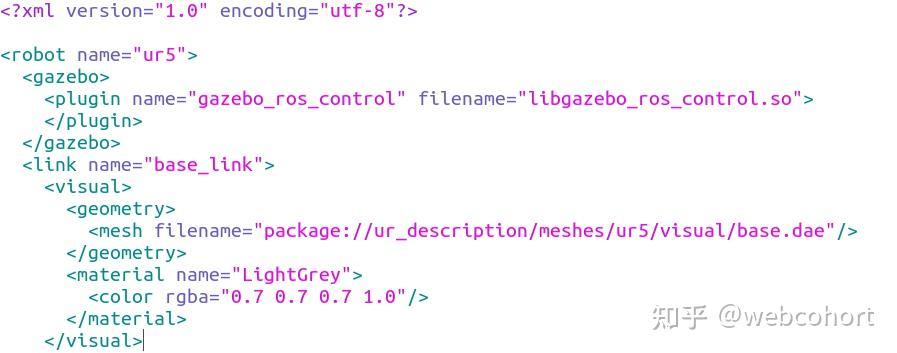 <?xml version="1.0" encoding="utf-8"?>
<robot name="ur5">
  <gazebo>
    <plugin name="gazebo_ros_control" filename="libgazebo_ros_control.so">
    </plugin>
  </gazebo>
  <link name="base_link">
    <visual>
      <geometry>
        <mesh filename="package://ur_description/meshes/ur5/visual/base.dae"/>
      </geometry>
      <material name="LightGrey">
        <color rgba="0.7 0.7 0.7 1.0"/>
      </material>
    </visual>
知乎 @webcohort